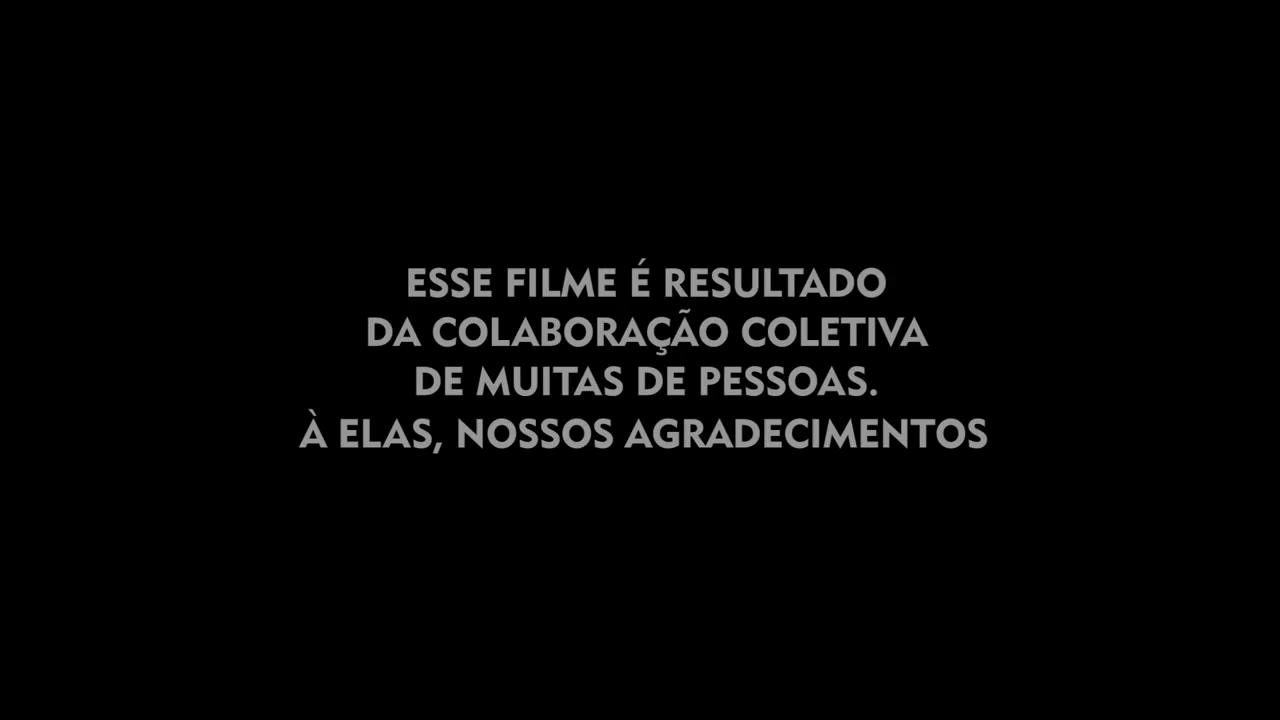 ESSE FILME É RESULTADO
DA COLABORAÇÃO COLETIVA
DE MUITAS DE PESSOAS.
À ELAS, NOSSOS AGRADECIMENTOS